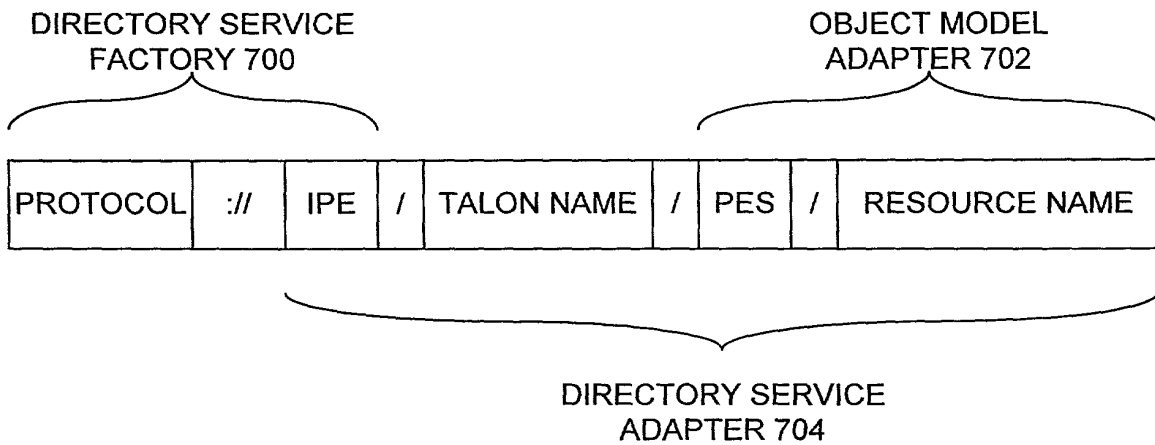 DIRECTORY SERVICE
FACTORY 700
OBJECT MODEL
ADAPTER 702
PROTOCOL :// IPE / TALON NAME / PES / RESOURCE NAME
DIRECTORY SERVICE
ADAPTER 704